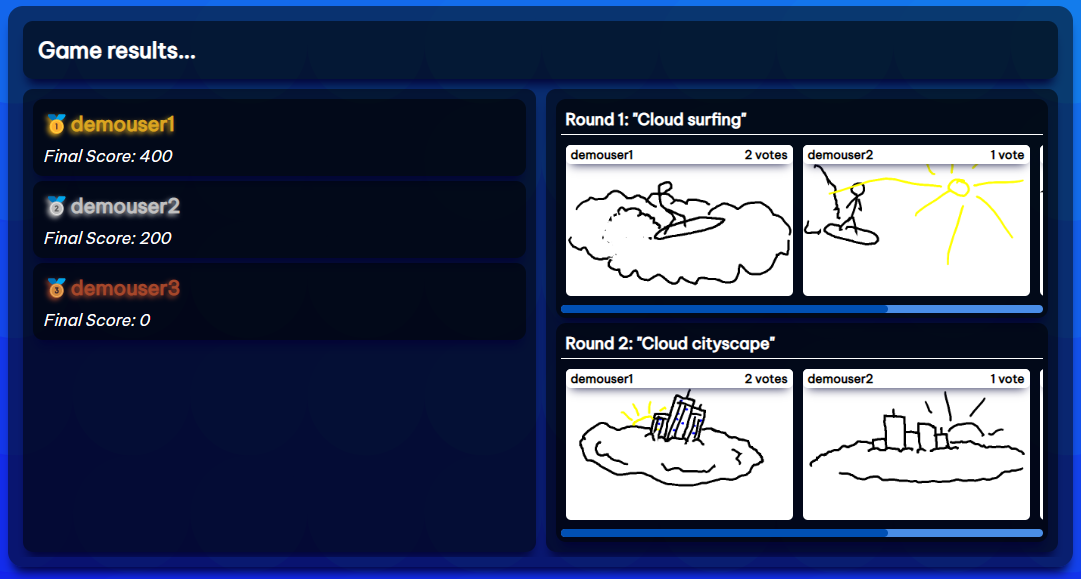 Game results...
demouser1
Final Score: 400
demouser2
Final Score: 200
demouser3
Final Score: 0
Round 1: "Cloud surfing"
demouser1 2 votes
demouser2 1 vote
Round 2: "Cloud cityscape"
demouser1 2 votes
demouser2 1 vote